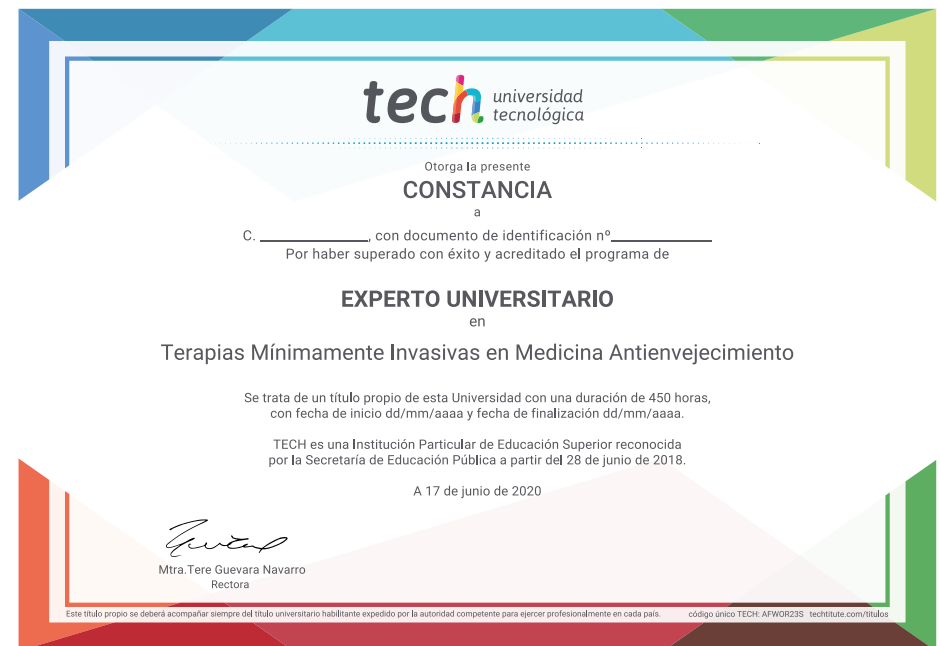 tech universidad
tecnológica
Otorga la presente
CONSTANCIA
a
C. ______________, con documento de identificación nº_____________
Por haber superado con éxito y acreditado el programa de
EXPERTO UNIVERSITARIO
en
Terapias Mínimamente Invasivas en Medicina Antienvejecimiento
Se trata de un título propio de esta Universidad con una duración de 450 horas,
con fecha de inicio dd/mm/aaaa y fecha de finalización dd/mm/aaaa.
TECH es una Institución Particular de Educación Superior reconocida
por la Secretaría de Educación Pública a partir del 28 de junio de 2018.
A 17 de junio de 2020
Mtra.Tere Guevara Navarro
Rectora
Este título propio se deberá acompañar siempre del título universitario habilitante expedido por la autoridad competente para ejercer profesionalmente en cada país. código único TECH: AFWOR23S techtitute.com/titulos